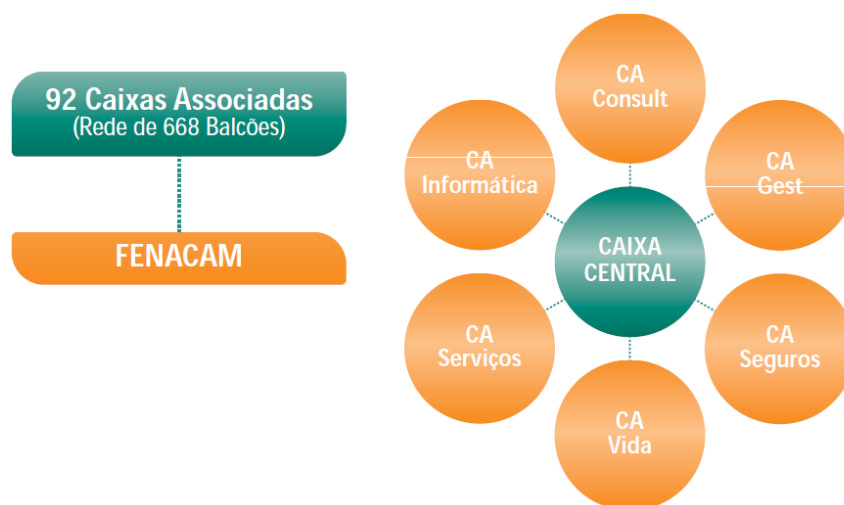 92 Caixas Associadas
(Rede de 668 Balcões)
FENACAM
CA
Consult
CA
Informática
CA
Gest
CAIXA
CENTRAL
CA
Serviços
CA
Seguros
CA
Vida